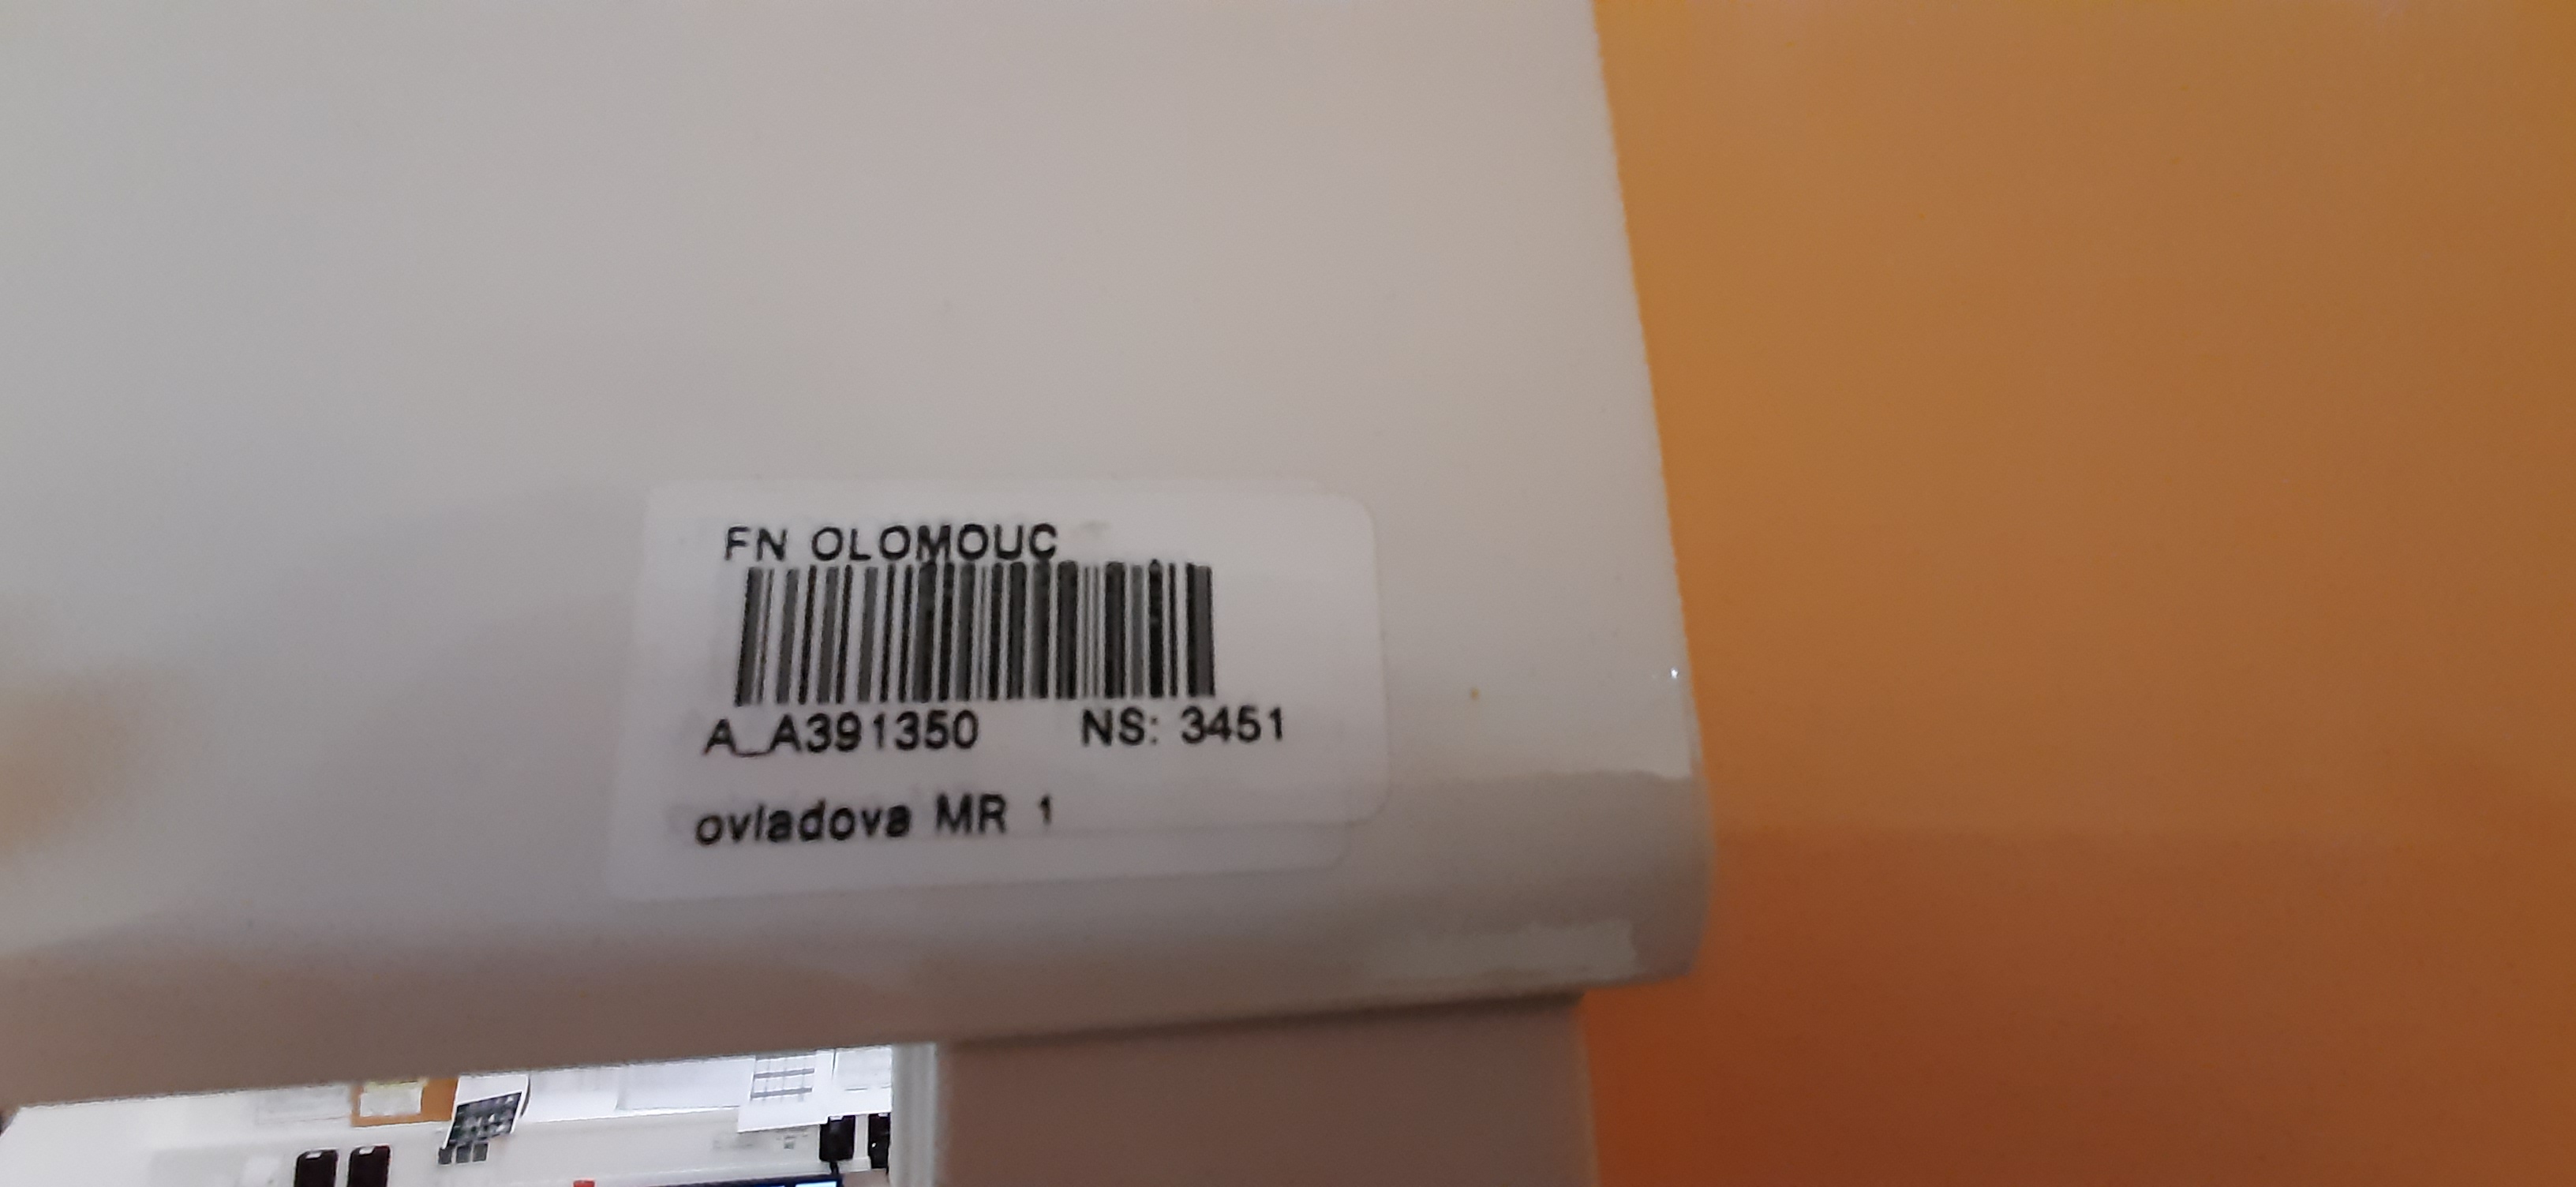 FN OLOMOUC
A_A391350 NS: 3451
ovladova MR 1